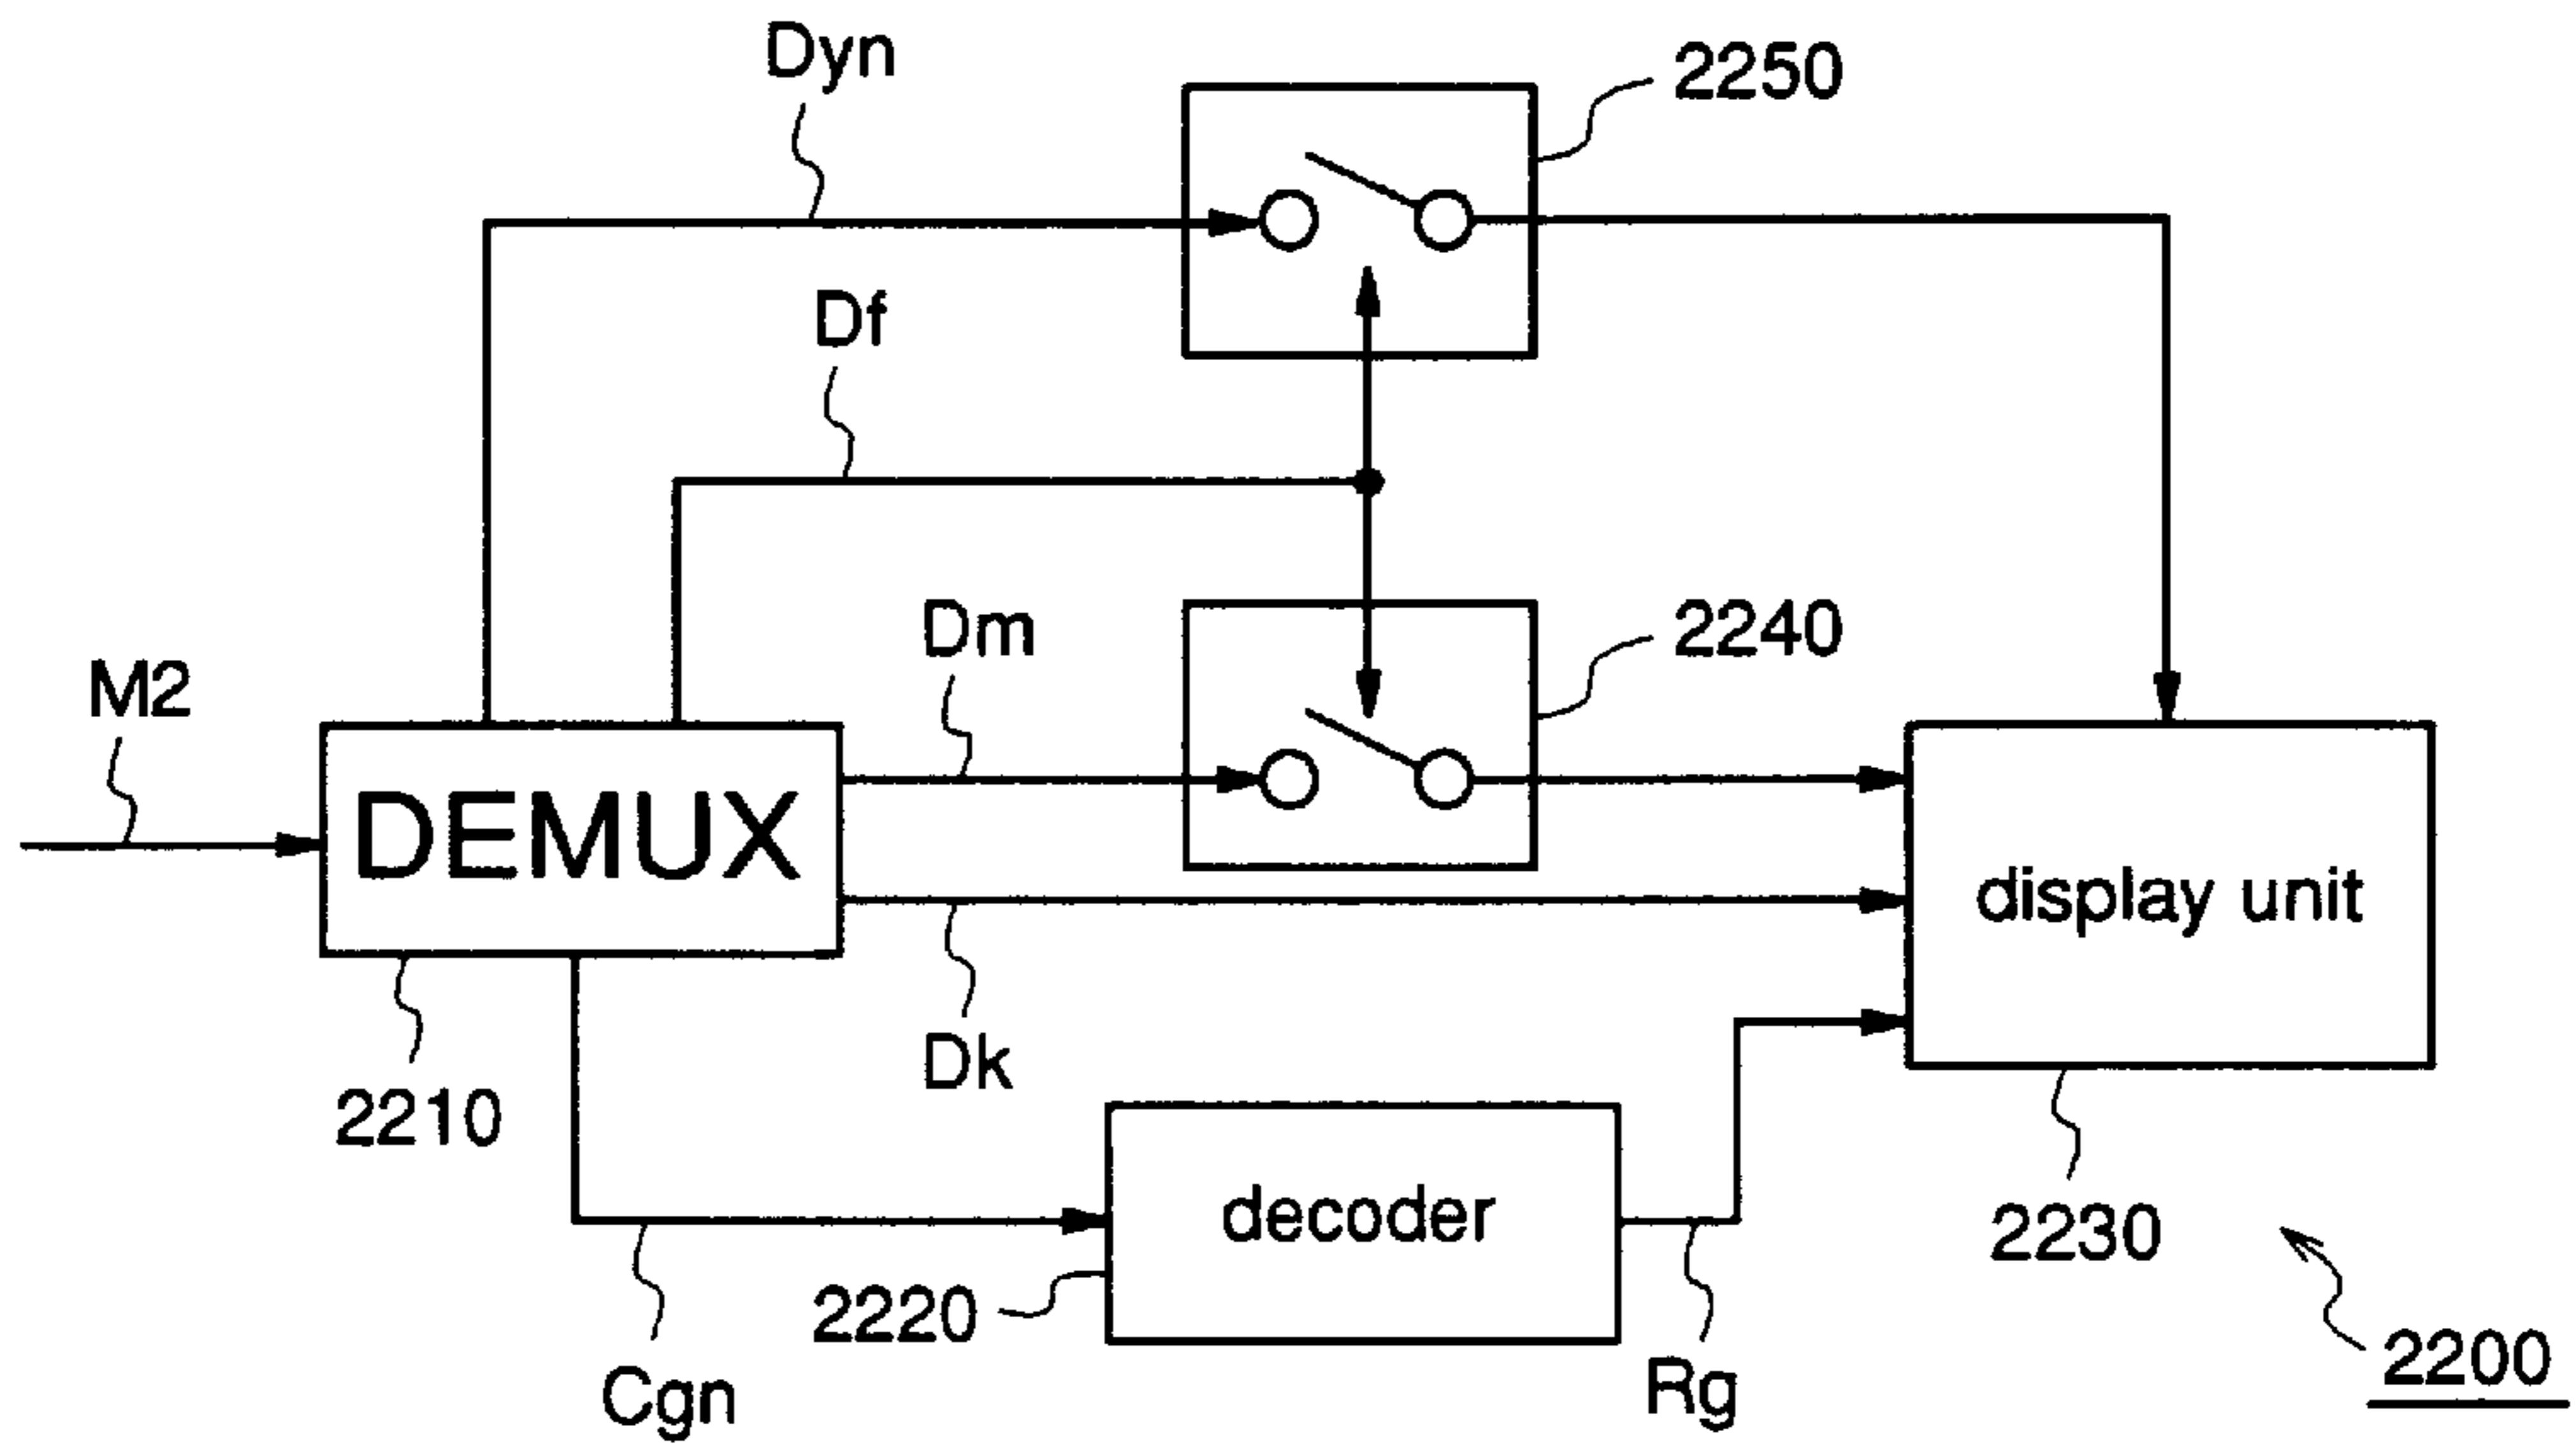 Dyn
2250
Df
Dm
2240
M2
DEMUX
display unit
Dk
2210
decoder
2230
2220
Cgn
Rg
2200